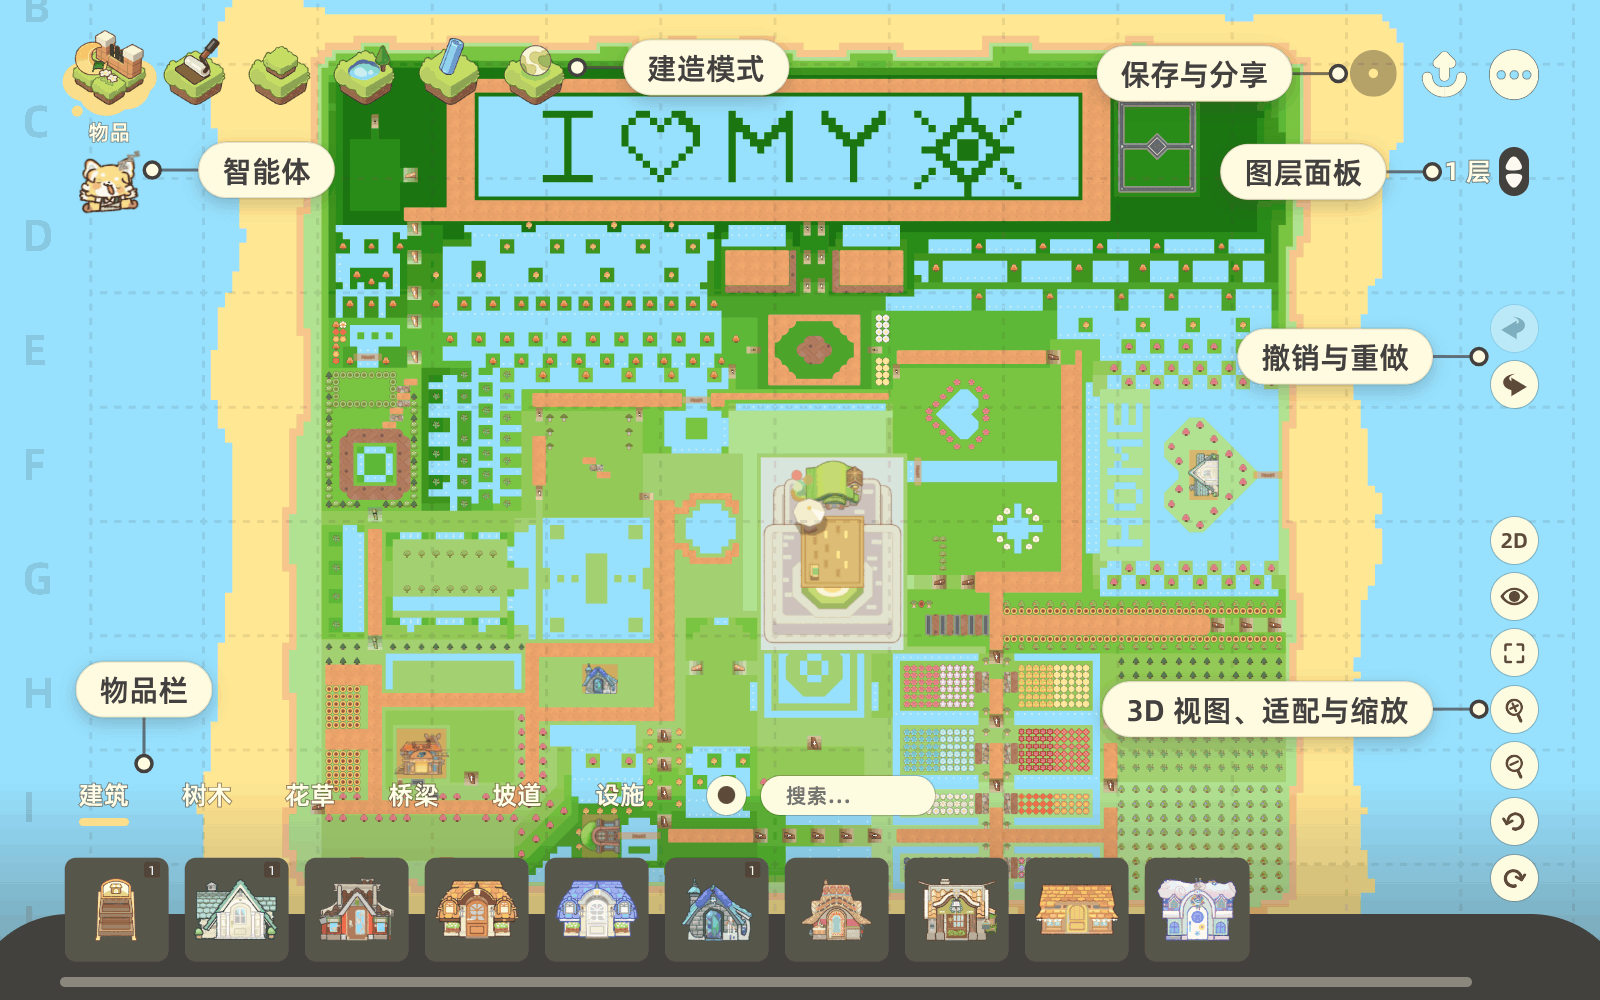 B
建造模式
保存与分享
C
I ♡ MY
物品
智能体
图层面板
1 层
D
E
撤销与重做
HEMO
F
G
2D
H
物品栏
3D 视图、适配与缩放
I
建筑 树木 花草 桥梁 坡道 设施 搜索...
1 1 1